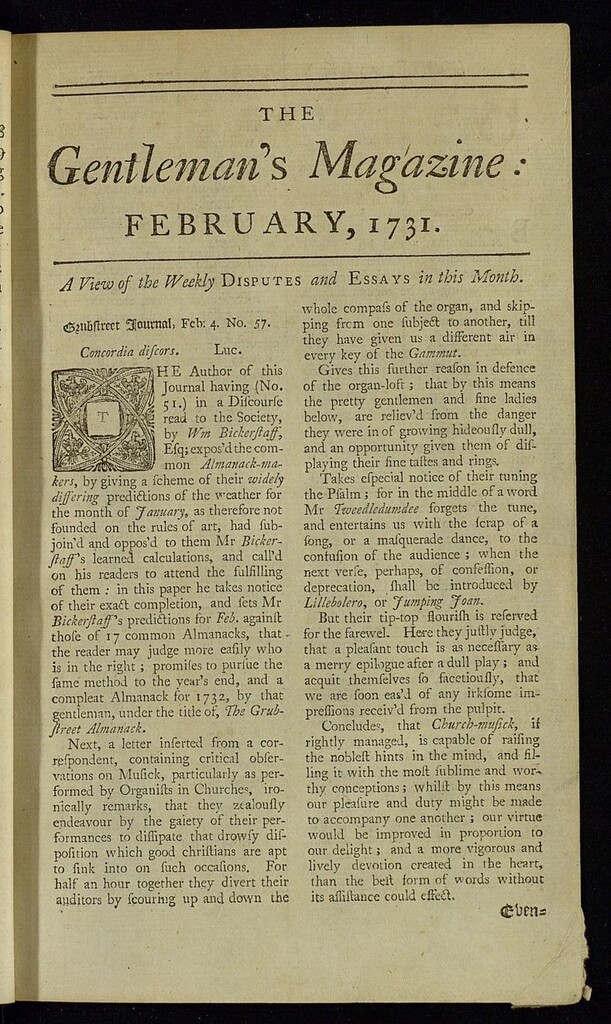 THE
Gentleman's Magazine:
FEBRUARY, 1731.
A View of the Weekly DISPUTES and ESSAYS in this Month.
Grubſtreet Journal, Feb: 4. No. 57.
Concordia diſcors. Luc.
THE Author of this
Journal having (No.
51.) in a Diſcourſe
read to the Society,
by Wm Bickerſtaff,
Eſq; expos'd the com-
mon Almanack-ma-
kers, by giving a ſcheme of their widely
differing predictions of the weather for
the month of January, as therefore not
founded on the rules of art, had ſub-
join'd and oppos'd to them Mr Bicker-
ſtaff's learned calculations, and call'd
on his readers to attend the fulfilling
of them : in this paper he takes notice
of their exact completion, and ſets Mr
Bickerſtaff's predictions for Feb. againſt
thoſe of 17 common Almanacks, that
the reader may judge more eaſily who
is in the right ; promiſes to purſue the
ſame method to the year's end, and a
compleat Almanack for 1732, by that
gentleman, under the title of, The Grub-
ſtreet Almanack.
Next, a letter inſerted from a cor-
reſpondent, containing critical obſer-
vations on Muſick, particularly as per-
formed by Organiſts in Churches, iro-
nically remarks, that they zealouſly
endeavour by the gaiety of their per-
formances to diſſipate that drowſy diſ-
poſition which good chriſtians are apt
to ſink into on ſuch occaſions. For
half an hour together they divert their
auditors by ſcouring up and down the
whole compaſs of the organ, and skip-
ping from one ſubject to another, till
they have given us a different air in
every key of the Gammut.
Gives this further reaſon in defence
of the organ-loft ; that by this means
the pretty gentlemen and fine ladies
below, are reliev'd from the danger
they were in of growing hideouſly dull,
and an opportunity given them of diſ-
playing their fine taſtes and rings.
Takes eſpecial notice of their tuning
the Pſalm ; for in the middle of a word
Mr Tweedledumdee forgets the tune,
and entertains us with the ſcrap of a
ſong, or a maſquerade dance, to the
confuſion of the audience ; when the
next verſe, perhaps, of confeſſion, or
deprecation, ſhall be introduced by
Lillebolero, or Jumping Joan.
But their tip-top flouriſh is reſerved
for the farewel. Here they juſtly judge,
that a pleaſant touch is as neceſſary as
a merry epilogue after a dull play ; and
acquit themſelves ſo facetiouſly, that
we are ſoon eas'd of any irkſome im-
preſſions receiv'd from the pulpit.
Concludes, that Church-muſick, if
rightly managed, is capable of raiſing
the nobleſt hints in the mind, and fil-
ling it with the moſt ſublime and wor-
thy conceptions ; whilſt by this means
our pleaſure and duty might be made
to accompany one another ; our virtue
would be improved in proportion to
our delight ; and a more vigorous and
lively devotion created in the heart,
than the beſt form of words without
its aſſiſtance could effect.
Even=